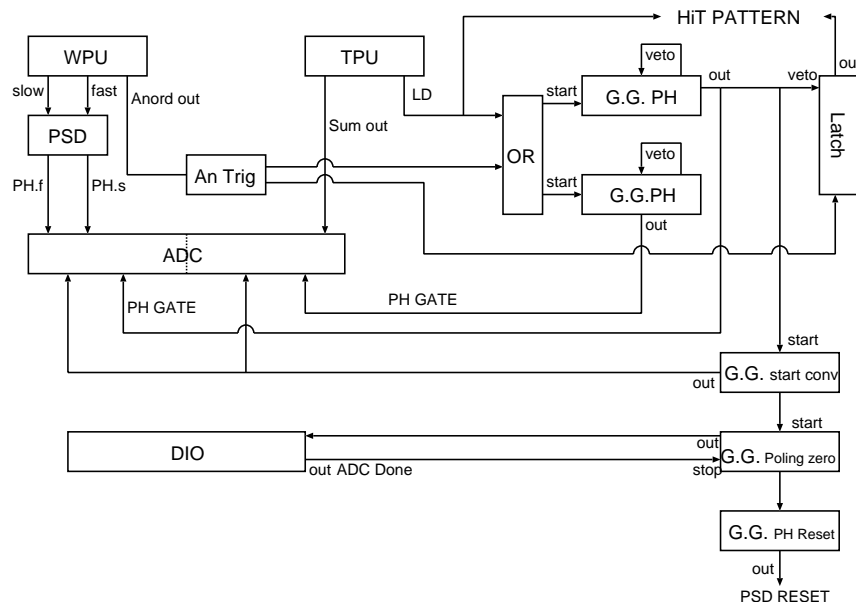 HiT PATTERN
WPU
TPU
veto
out
out
veto
slow
fast
Anord out
LD
start
G.G. PH
PSD
Sum out
OR
Latch
An Trig
veto
PH.f
PH.s
start
G.G.PH
out
ADC
PH GATE
PH GATE
start
G.G. start conv
out
start
DIO
out
G.G. Poling zero
out ADC Done
stop
G.G. PH Reset
out
PSD RESET